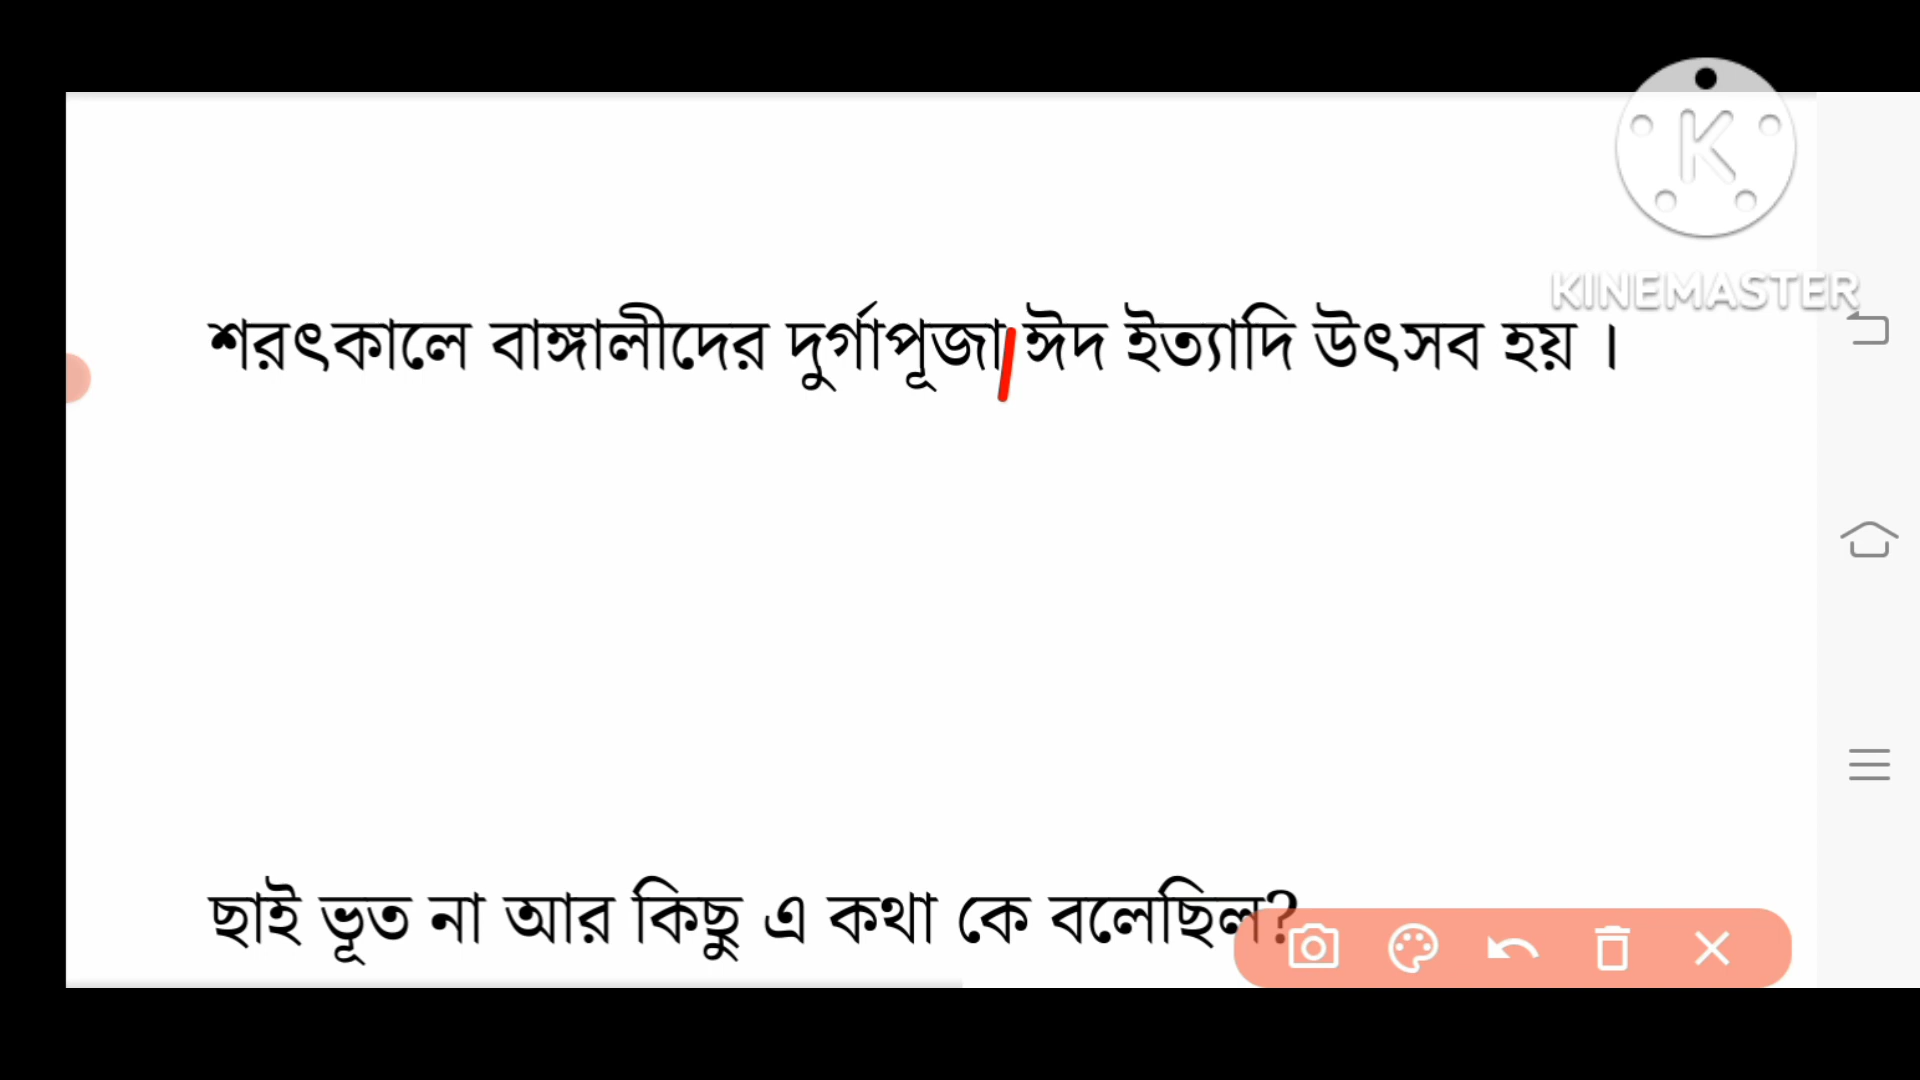 K
KINEMASTER
শরৎকালে বাঙ্গালীদের দুর্গাপূজা ঈদ ইত্যাদি উৎসব হয় ।
ছাই ভূত না আর কিছু এ কথা কে বলেছিল?